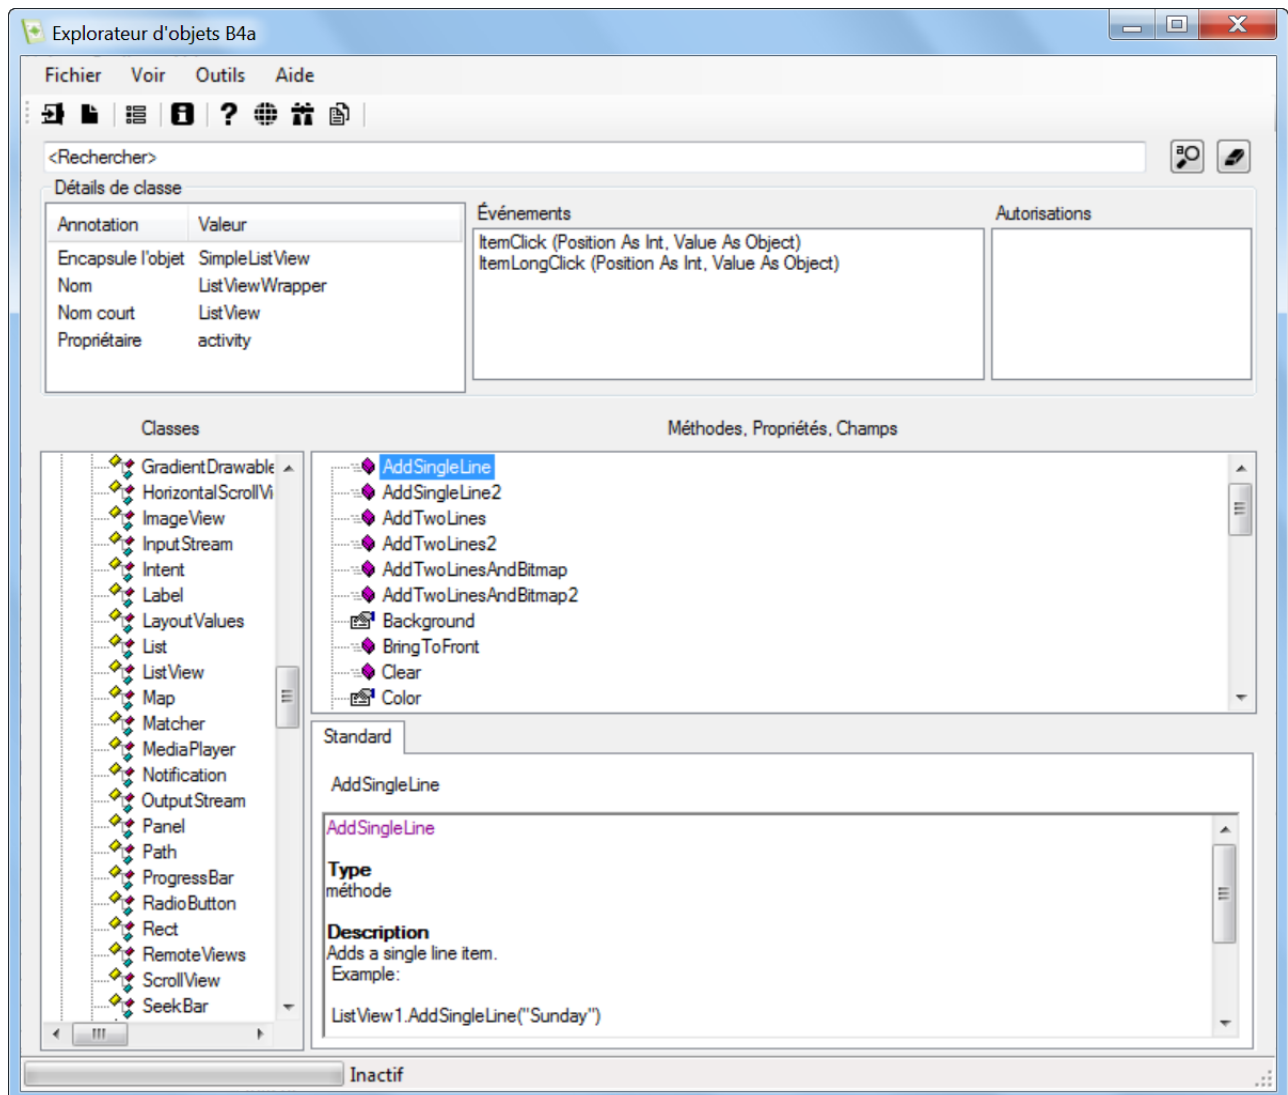 Explorateur d'objets B4a
Fichier Voir Outils Aide
<Rechercher>
Détails de classe
Annotation Valeur
Encapsule l'objet SimpleListView
Nom ListViewWrapper
Nom court ListView
Propriétaire activity
Événements
ItemClick (Position As Int, Value As Object)
ItemLongClick (Position As Int, Value As Object)
Autorisations
Classes
GradientDrawable
HorizontalScrollVi
ImageView
InputStream
Intent
Label
LayoutValues
List
ListView
Map
Matcher
MediaPlayer
Notification
OutputStream
Panel
Path
ProgressBar
RadioButton
Rect
RemoteViews
ScrollView
SeekBar
Méthodes, Propriétés, Champs
AddSingleLine
AddSingleLine2
AddTwoLines
AddTwoLines2
AddTwoLinesAndBitmap
AddTwoLinesAndBitmap2
Background
BringToFront
Clear
Color
Standard
AddSingleLine
AddSingleLine
Type
méthode
Description
Adds a single line item.
Example:
ListView1.AddSingleLine("Sunday")
Inactif